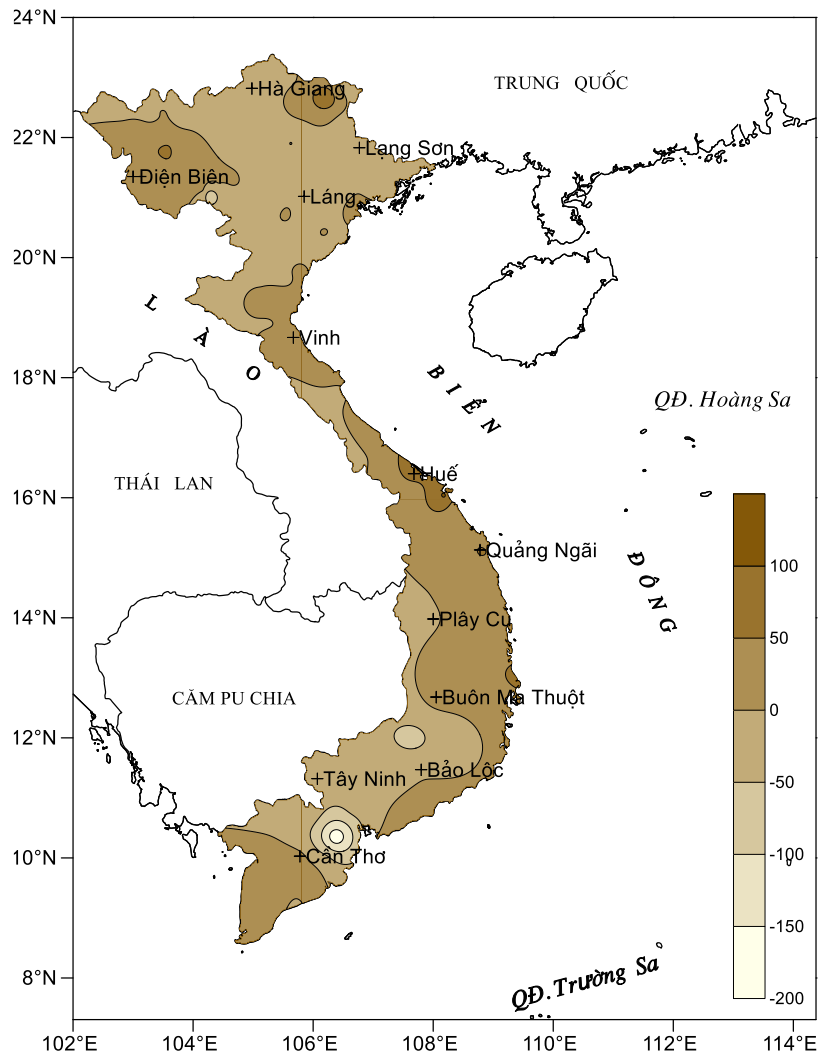 24°N
TRUNG QUỐC
Hà Giang
22°N
Lạng Sơn
Điện Biên
Láng
20°N
LÀO
Vinh
18°N
BIỂN
QĐ. Hoàng Sa
THÁI LAN
Huế
16°N
Quảng Ngãi
ĐÔNG
100
14°N
Plây Cu
50
CĂM PU CHIA
Buôn Ma Thuột
0
12°N
Bảo Lộc
Tây Ninh
-50
10°N
Cần Thơ
-100
-150
8°N
QĐ. Trường Sa
-200
102°E 104°E 106°E 108°E 110°E 112°E 114°E